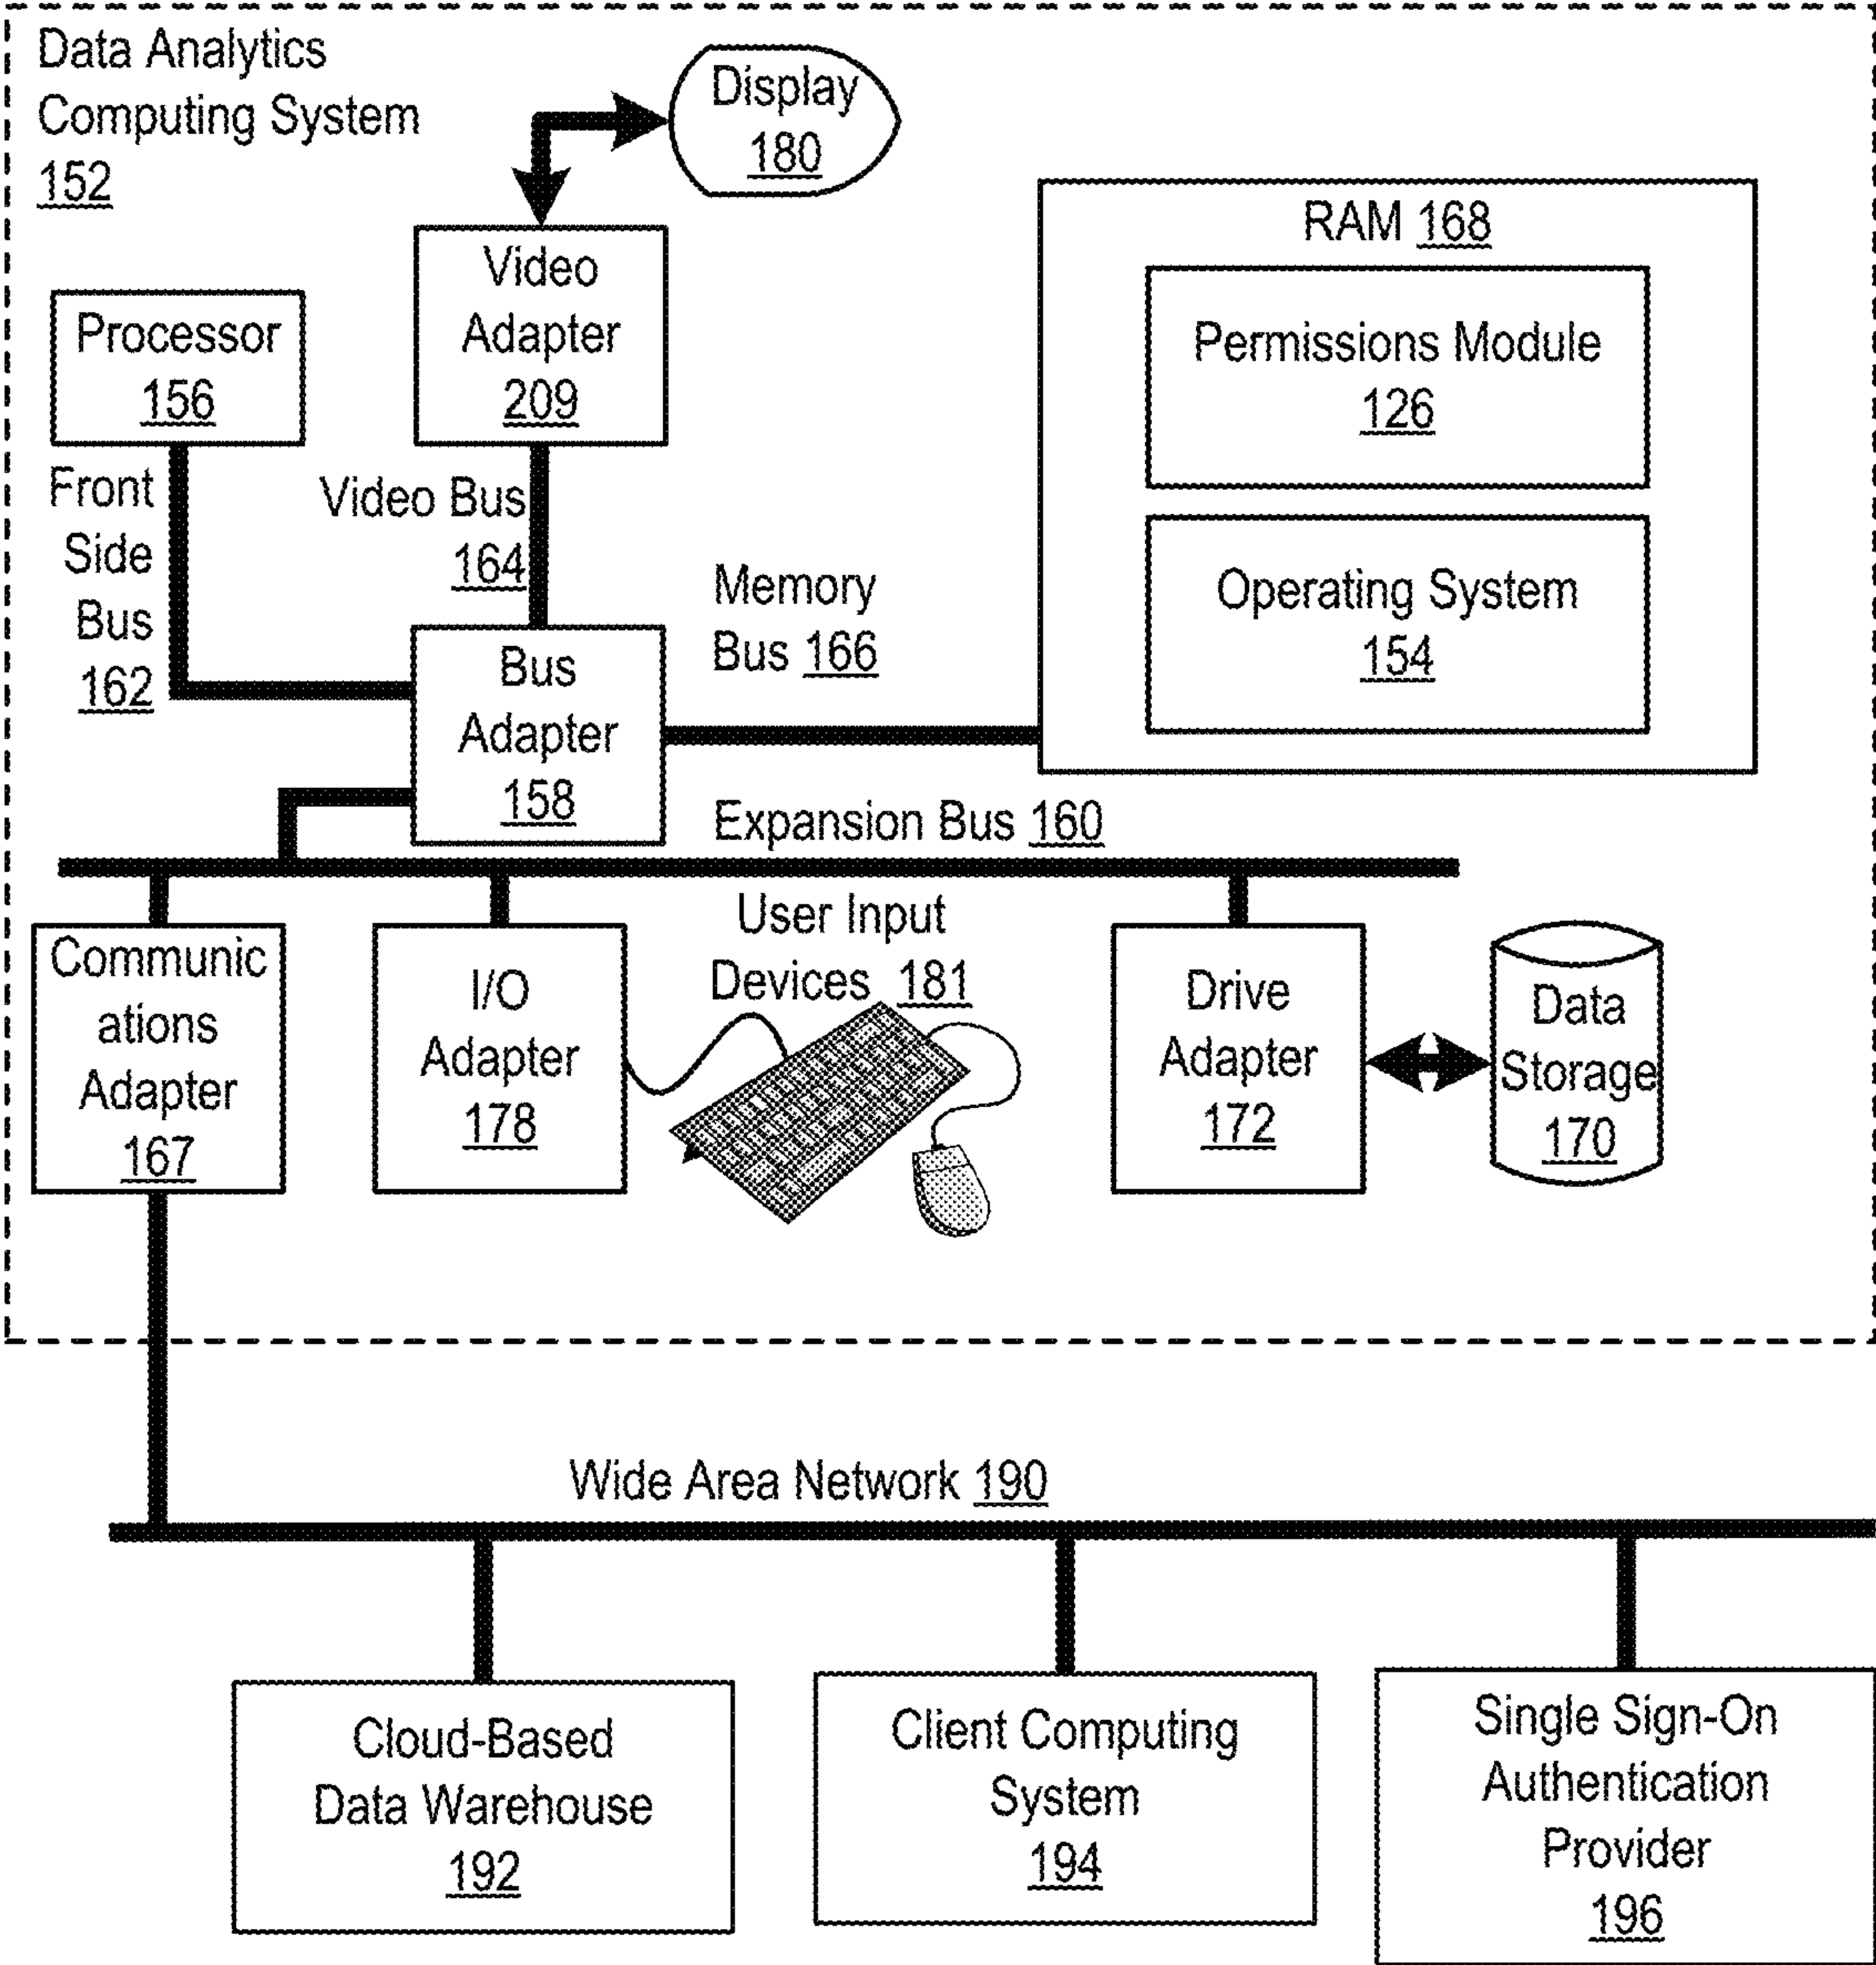 Data Analytics
Computing System
152
Display
180
Video
Adapter
209
Processor
156
RAM 168
Permissions Module
126
Operating System
154
Front
Side
Bus
162
Video Bus
164
Memory
Bus 166
Bus
Adapter
158
Expansion Bus 160
Communic
ations
Adapter
167
I/O
Adapter
178
User Input
Devices 181
Drive
Adapter
172
Data
Storage
170
Wide Area Network 190
Cloud-Based
Data Warehouse
192
Client Computing
System
194
Single Sign-On
Authentication
Provider
196